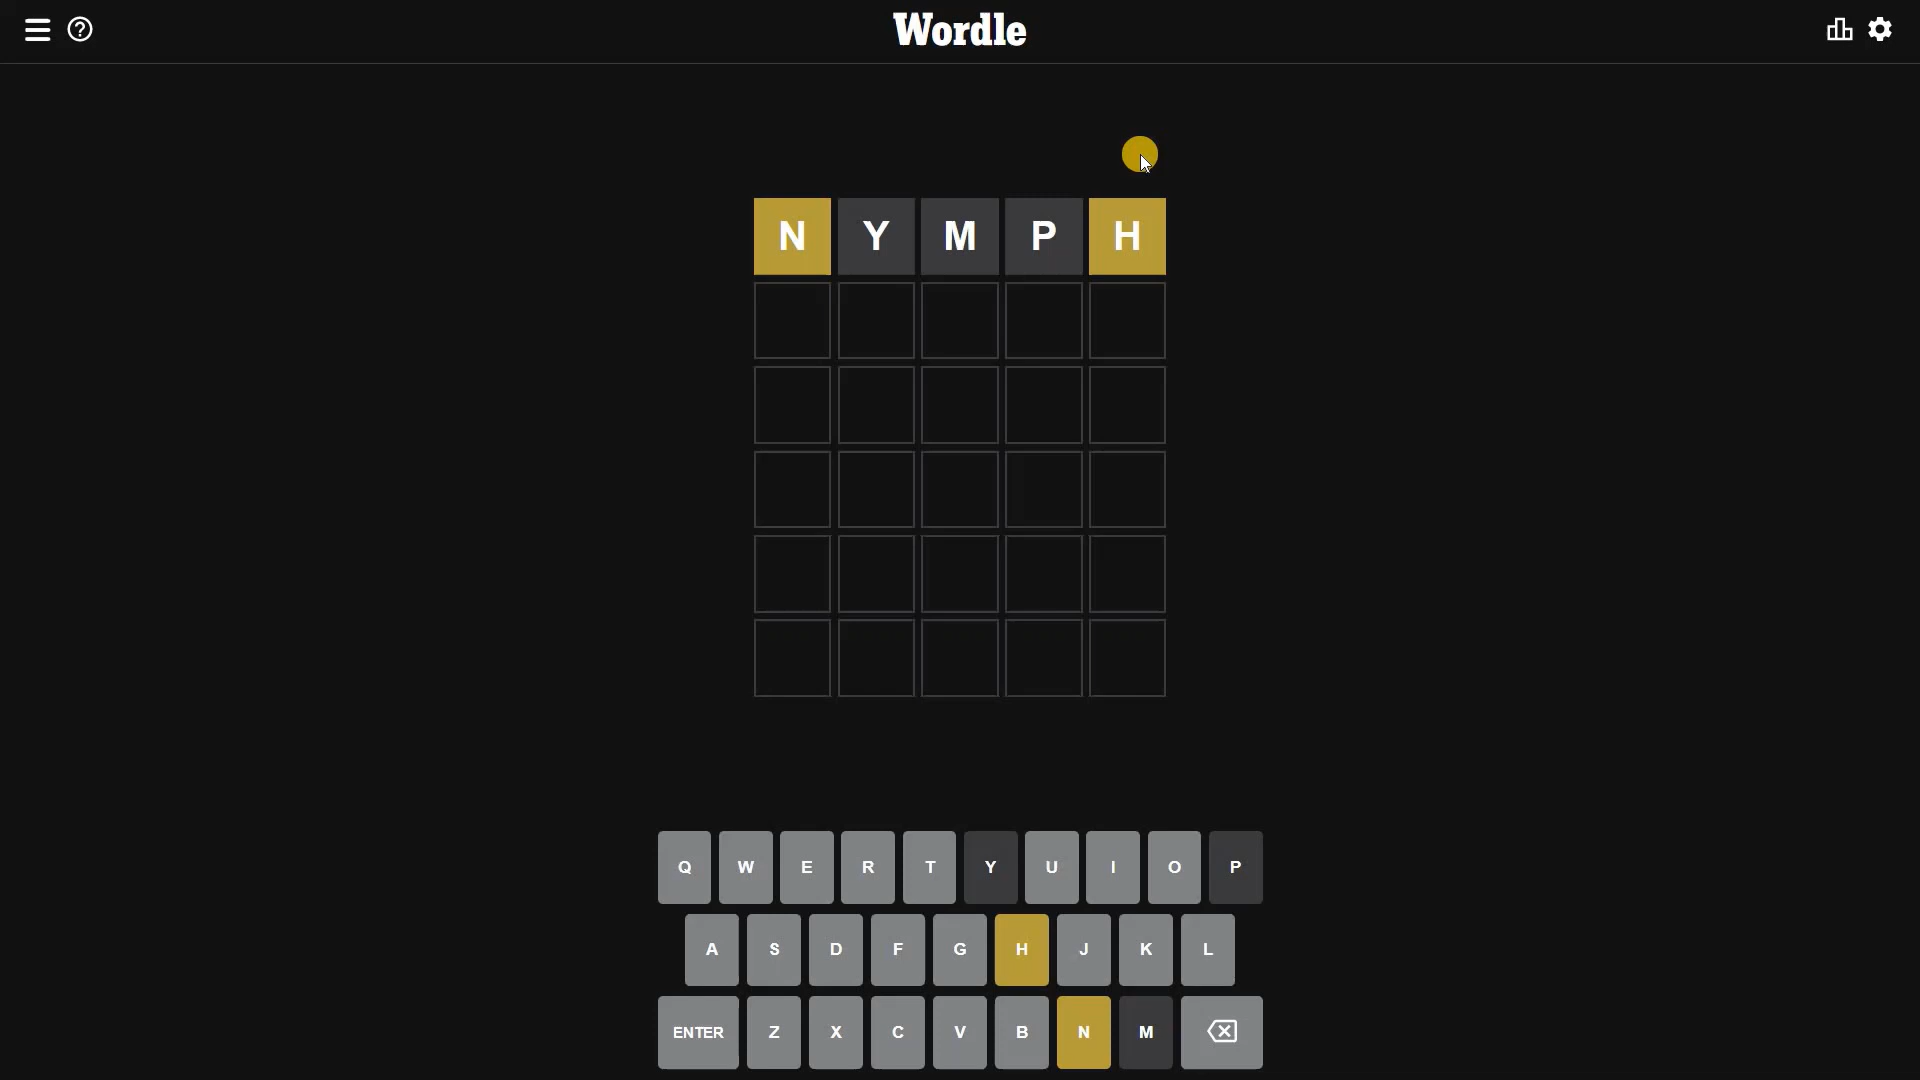 Wordle
N Y M P H
Q W E R T Y U I O P
A S D F G H J K L
ENTER Z X C V B N M